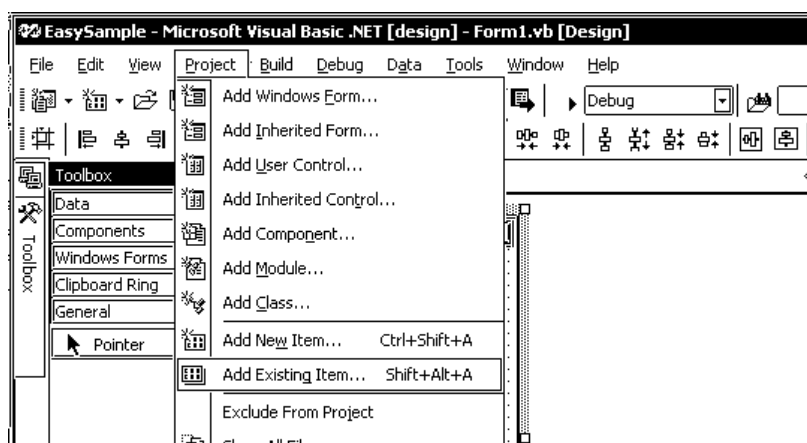 EasySample - Microsoft Visual Basic .NET [design] - Form1.vb [Design]
File Edit View Project Build Debug Data Tools Window Help
Debug
Toolbox
Toolbox
Data
Components
Windows Forms
Clipboard Ring
General
Pointer
Add Windows Form...
Add Inherited Form...
Add User Control...
Add Inherited Control...
Add Component...
Add Module...
Add Class...
Add New Item... Ctrl+Shift+A
Add Existing Item... Shift+Alt+A
Exclude From Project